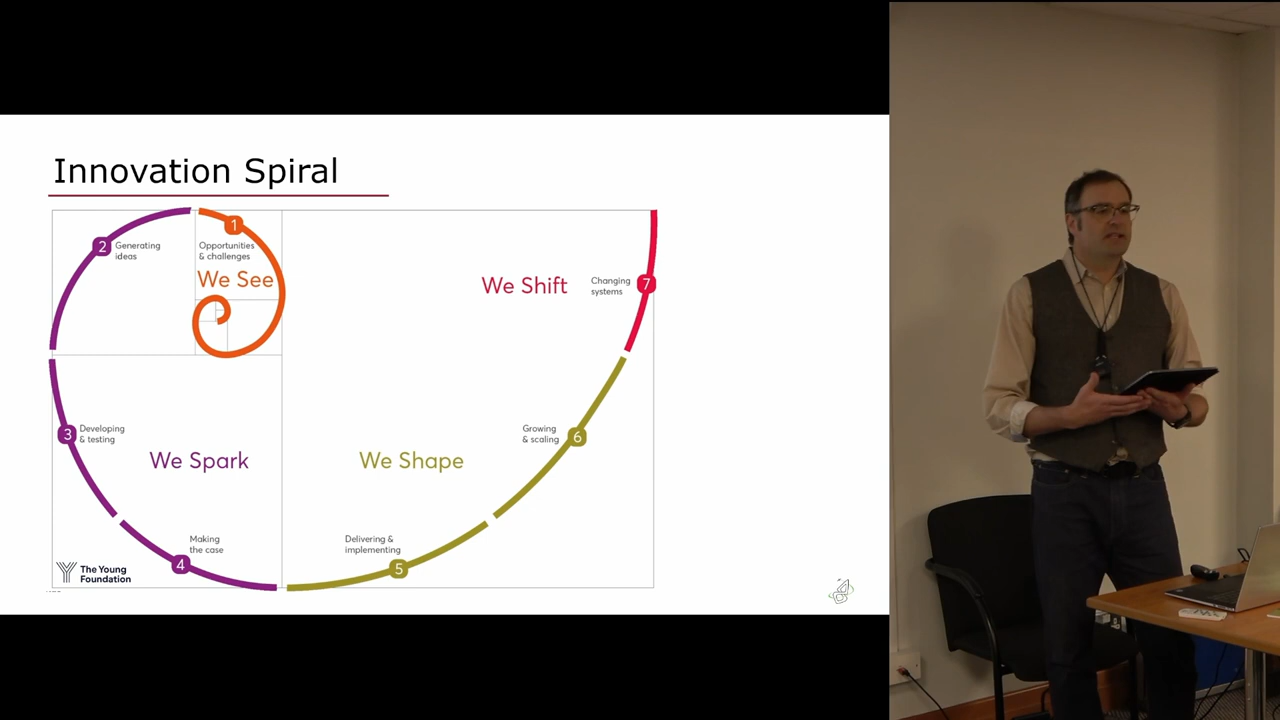 Innovation Spiral
1
Opportunities
& challenges
We See
2
Generating
ideas
3
Developing
& testing
We Spark
4
Making
the case
We Shape
5
Delivering &
implementing
6
Growing
& scaling
We Shift
7
Changing
systems
The Young
Foundation